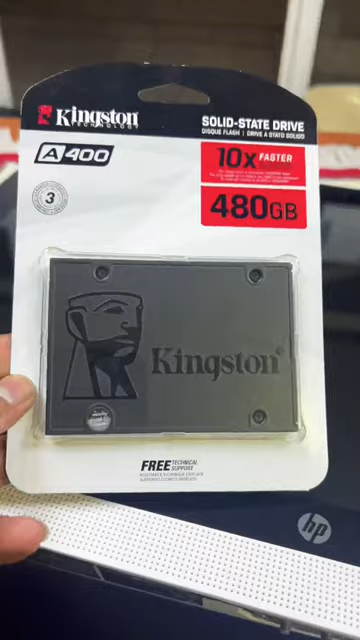 Kingston
TECHNOLOGY
SOLID-STATE DRIVE
DISQUE FLASH | DRIVE A STATO SOLIDO
A400
10x FASTER
3
480GB
Kingston
FREE TECHNICAL SUPPORT
hp